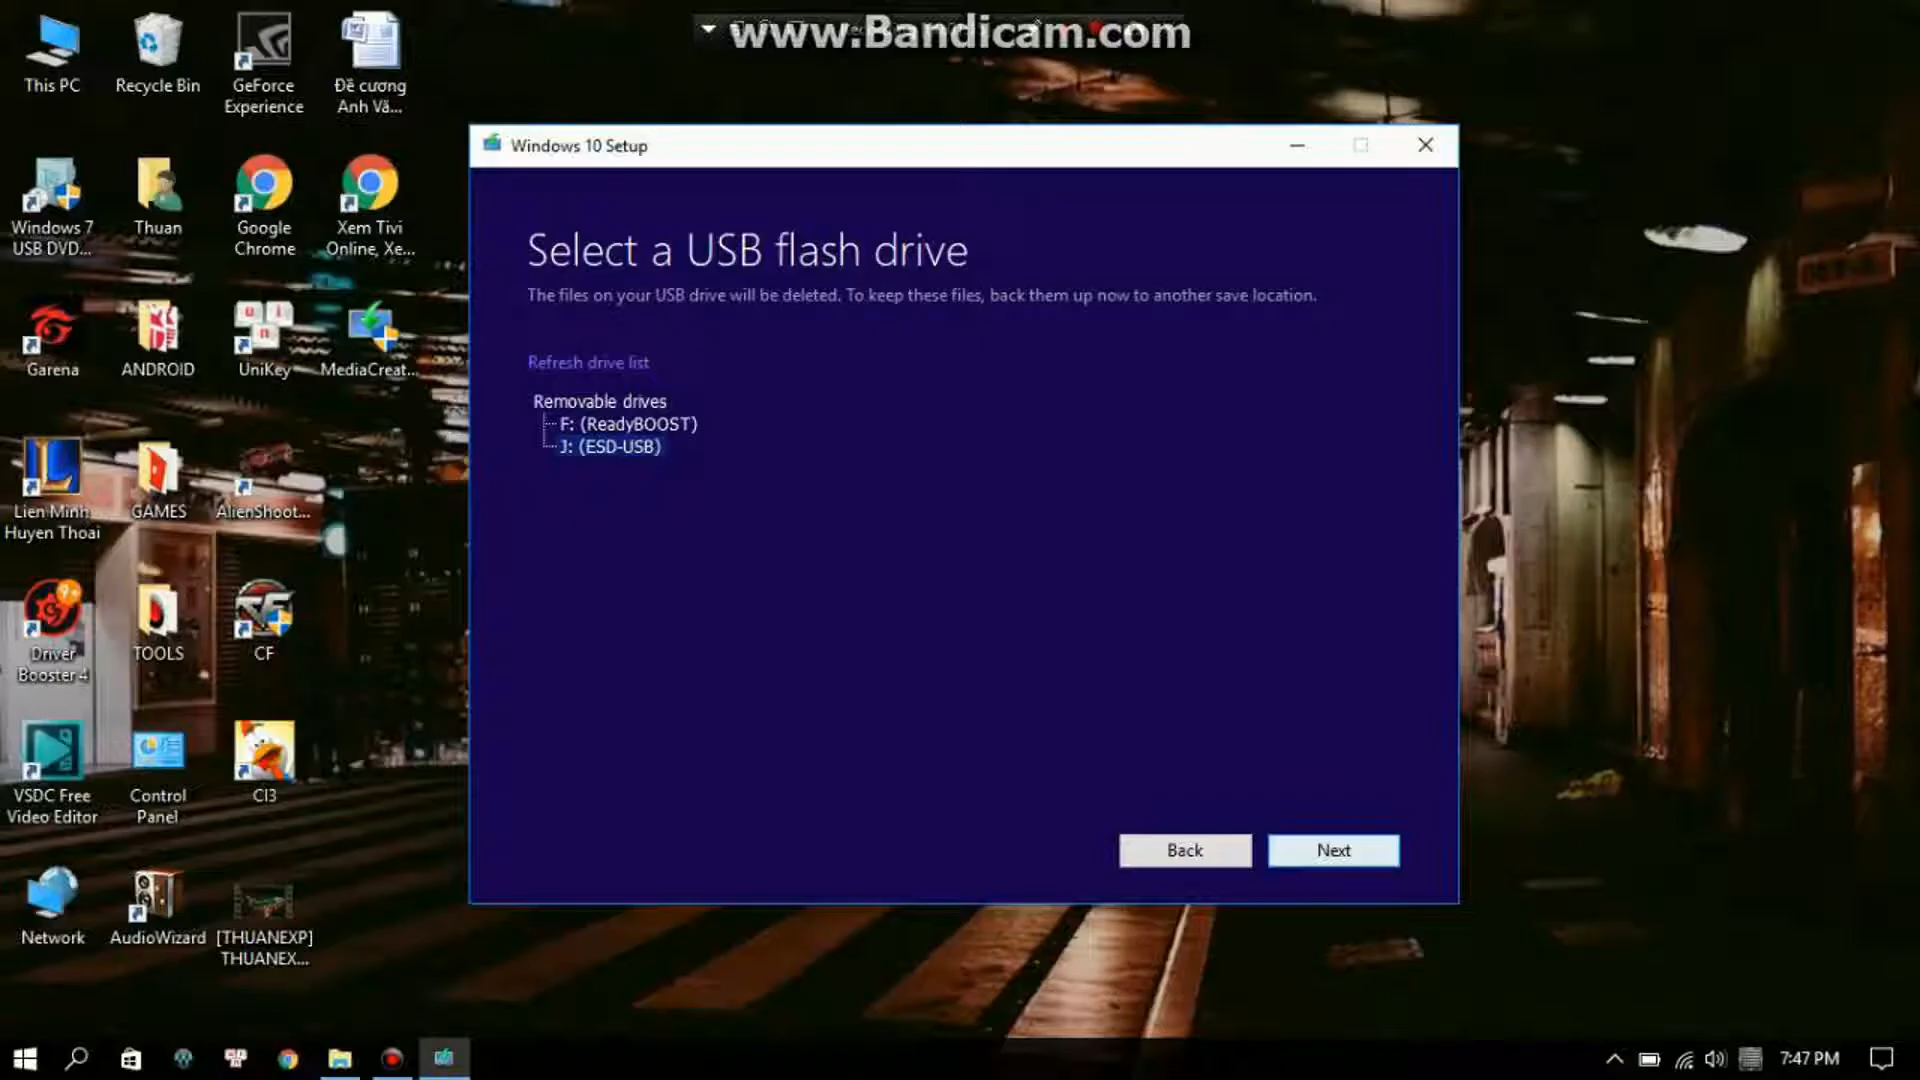 www.Bandicam.com
This PC
Recycle Bin
GeForce
Experience
Đề cương
Anh Vă...
Windows 7
USB DVD...
Thuan
Google
Chrome
Xem Tivi
Online, Xe...
Garena
ANDROID
UniKey
MediaCreat...
Lien Minh
Huyen Thoai
GAMES
AlienShoot...
Driver
Booster 4
TOOLS
CF
VSDC Free
Video Editor
Control
Panel
CI3
Network
AudioWizard
[THUANEXP]
THUANEX...
Windows 10 Setup
Select a USB flash drive
The files on your USB drive will be deleted. To keep these files, back them up now to another save location.
Refresh drive list
Removable drives
F: (ReadyBOOST)
J: (ESD-USB)
Back
Next
7:47 PM